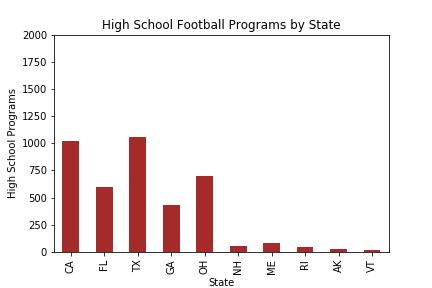 High School Football Programs by State
2000
1750
1500
1250
1000
750
500
250
0
High School Programs
CA FL TX GA OH NH ME RI AK VT
State